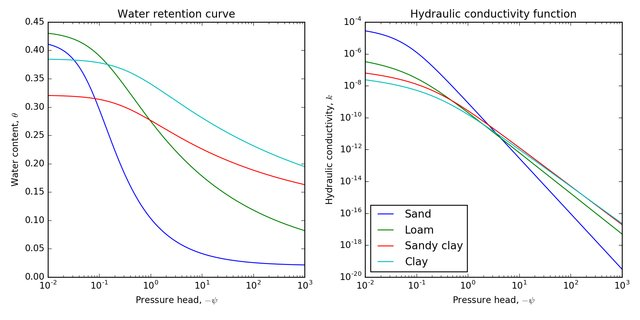 Water retention curve
0.45
0.40
0.35
0.30
0.25
0.20
0.15
0.10
0.05
0.00
Water content, θ
10⁻² 10⁻¹ 10⁰ 10¹ 10² 10³
Pressure head, −ψ
Hydraulic conductivity function
10⁻⁴
10⁻⁶
10⁻⁸
10⁻¹⁰
10⁻¹²
10⁻¹⁴
10⁻¹⁶
10⁻¹⁸
10⁻²⁰
Hydraulic conductivity, k
Sand
Loam
Sandy clay
Clay
10⁻² 10⁻¹ 10⁰ 10¹ 10² 10³
Pressure head, −ψ